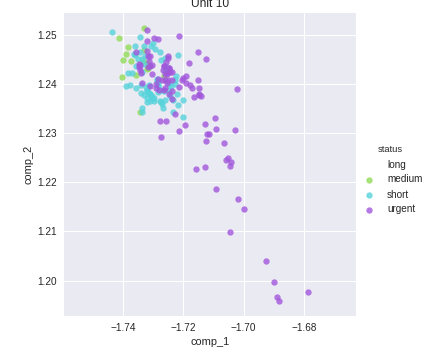 Unit 10
1.25
1.24
1.23
1.22
1.21
1.20
comp_2
−1.74
−1.72
−1.70
−1.68
comp_1
status
long
medium
short
urgent